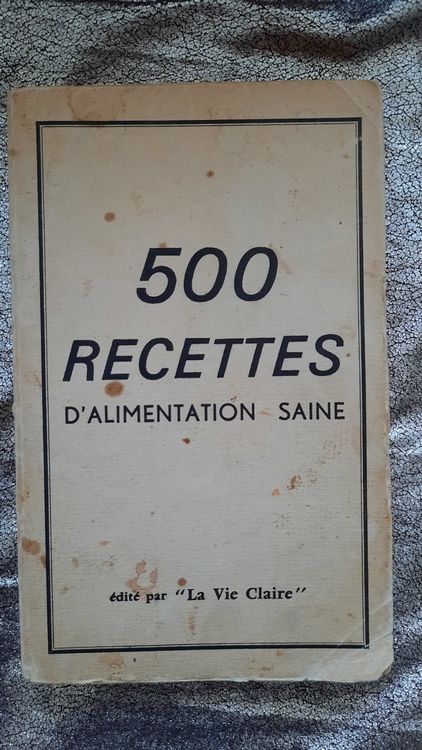 500
RECETTES
D'ALIMENTATION SAINE
édité par "La Vie Claire"